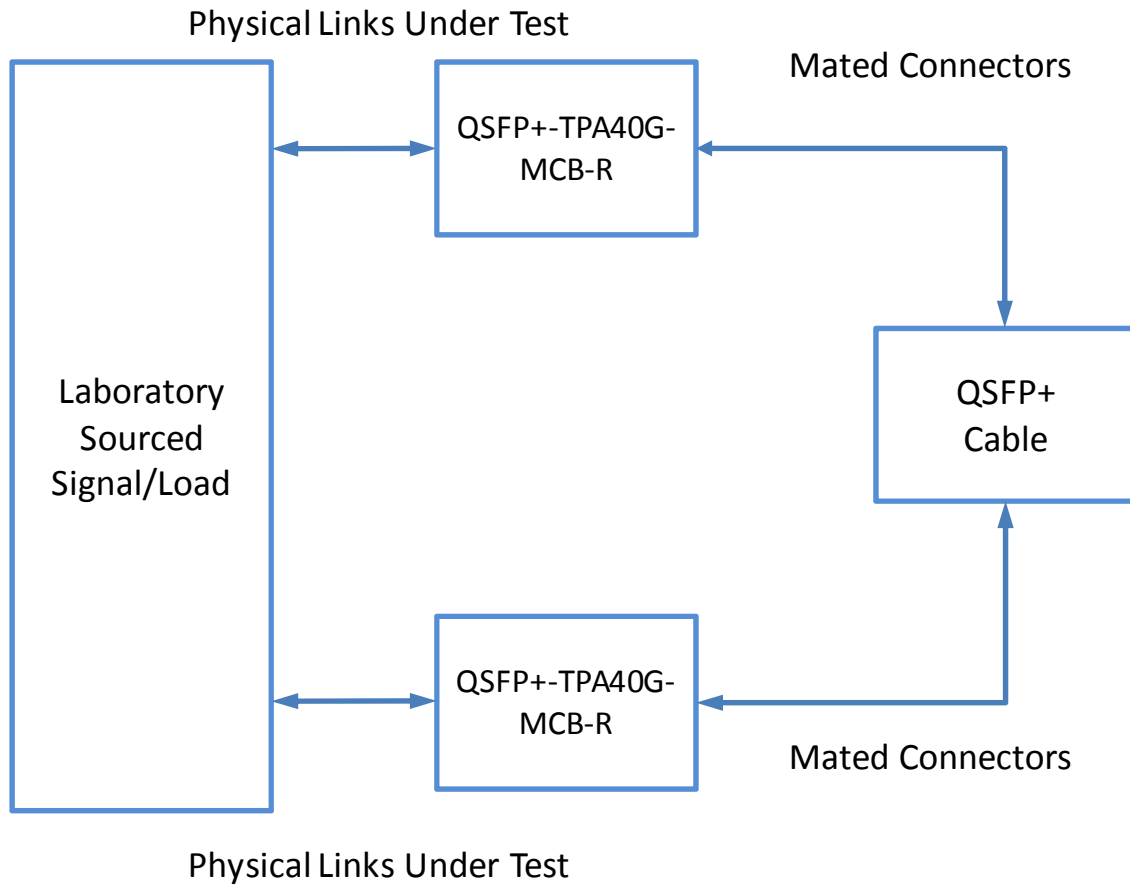 Physical Links Under Test
Mated Connectors
QSFP+-TPA40G-
MCB-R
Laboratory
Sourced
Signal/Load
QSFP+
Cable
QSFP+-TPA40G-
MCB-R
Mated Connectors
Physical Links Under Test